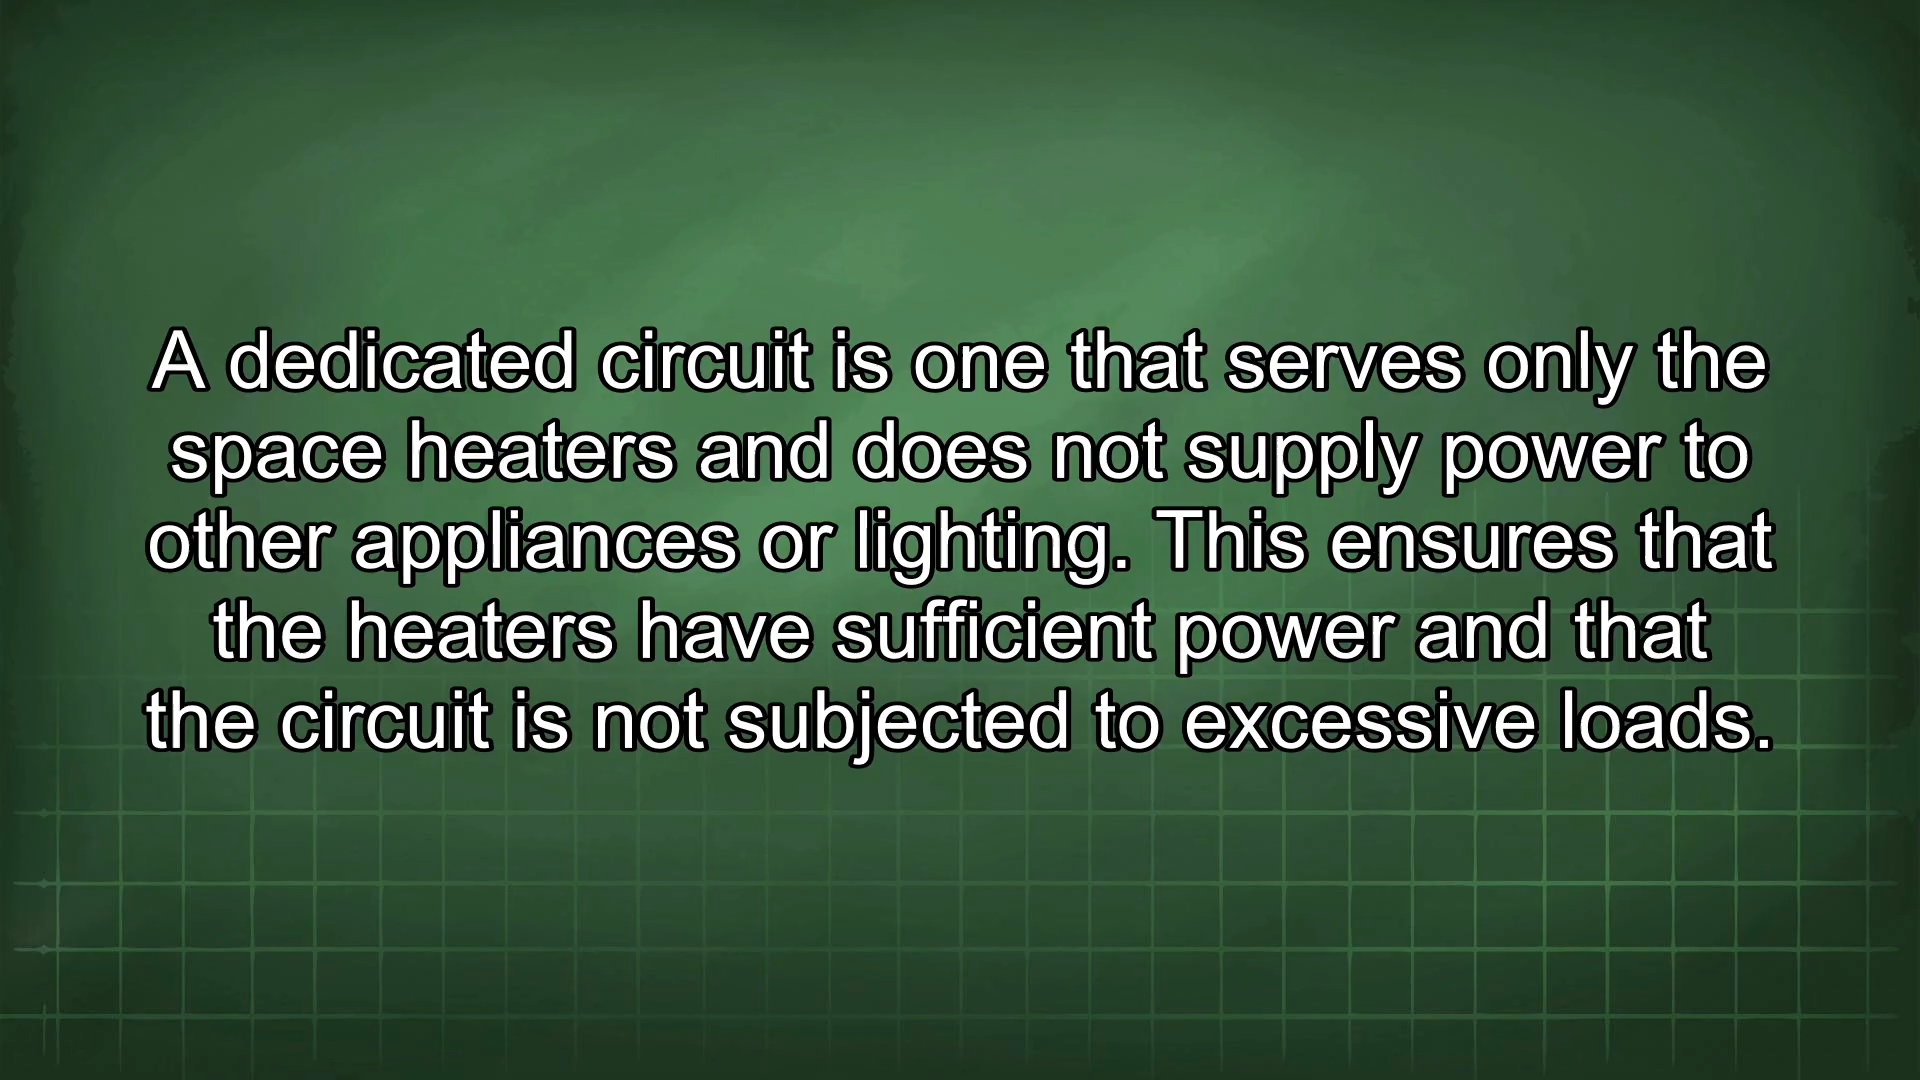 A dedicated circuit is one that serves only the
space heaters and does not supply power to
other appliances or lighting. This ensures that
the heaters have sufficient power and that
the circuit is not subjected to excessive loads.